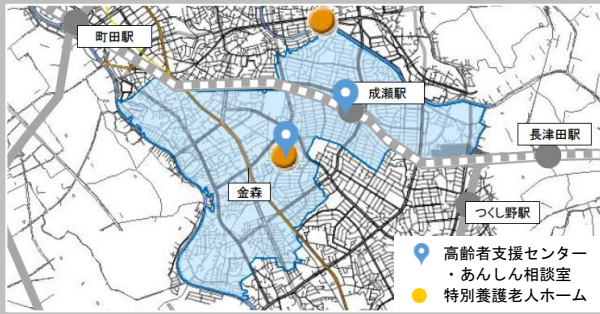 町田駅
成瀬駅
長津田駅
金森
つくし野駅
高齢者支援センター
・あんしん相談室
特別養護老人ホーム